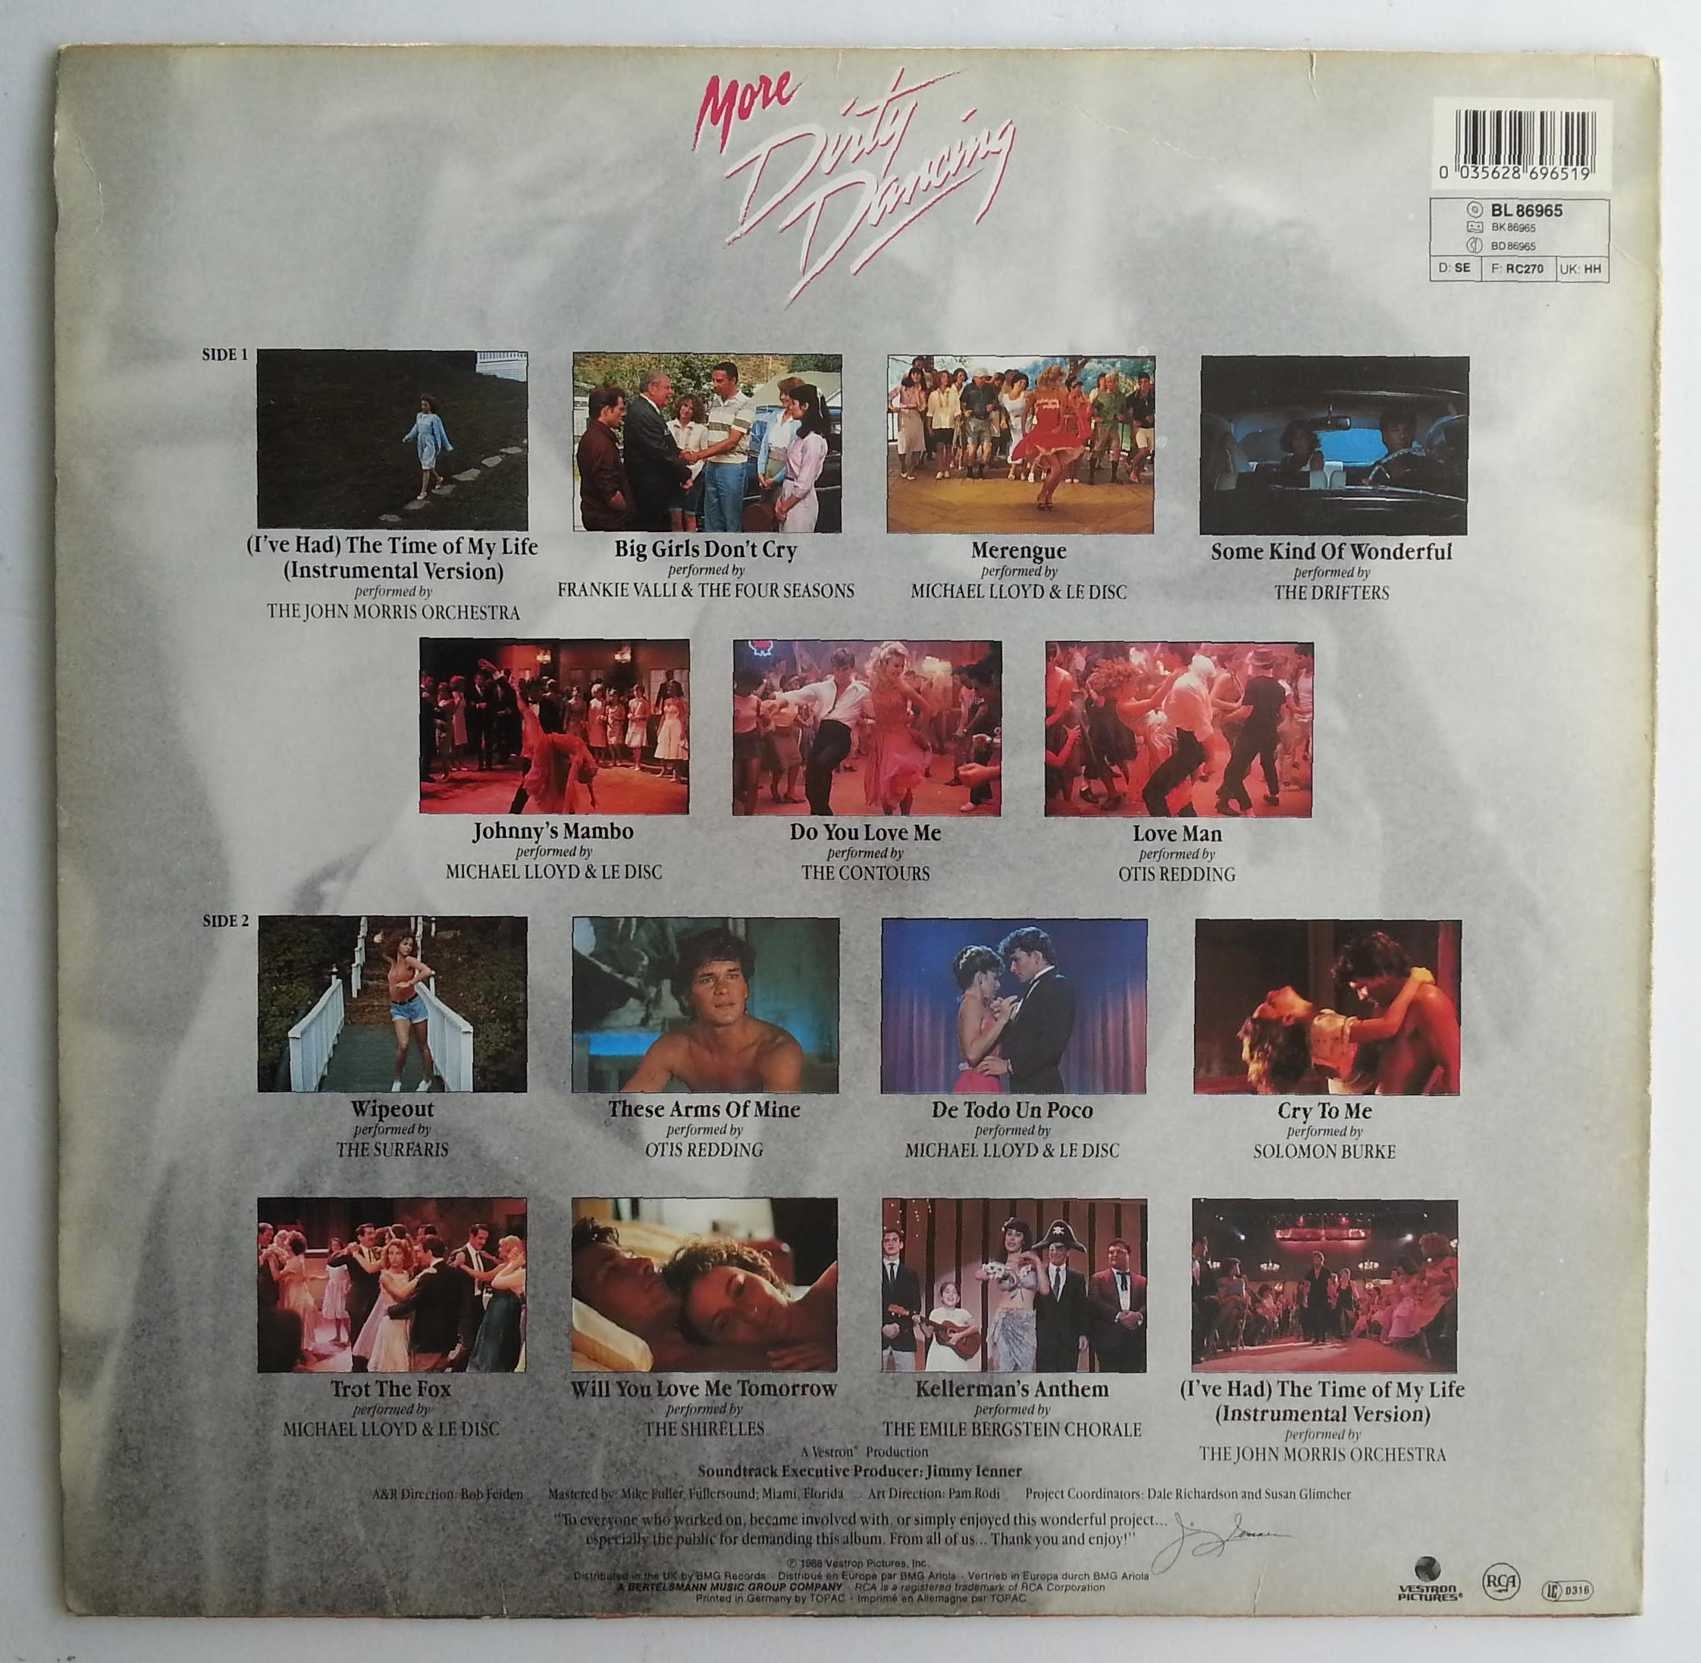 More
Dirty
Dancing
0 035628 696519
BL 86965
BK 86965
BD 86965
D: SE F: RC270 UK: HH
SIDE 1
(I've Had) The Time of My Life
(Instrumental Version)
performed by
THE JOHN MORRIS ORCHESTRA
Big Girls Don't Cry
performed by
FRANKIE VALLI & THE FOUR SEASONS
Merengue
performed by
MICHAEL LLOYD & LE DISC
Some Kind Of Wonderful
performed by
THE DRIFTERS
Johnny's Mambo
performed by
MICHAEL LLOYD & LE DISC
Do You Love Me
performed by
THE CONTOURS
Love Man
performed by
OTIS REDDING
SIDE 2
Wipeout
performed by
THE SURFARIS
These Arms Of Mine
performed by
OTIS REDDING
De Todo Un Poco
performed by
MICHAEL LLOYD & LE DISC
Cry To Me
performed by
SOLOMON BURKE
Trot The Fox
performed by
MICHAEL LLOYD & LE DISC
Will You Love Me Tomorrow
performed by
THE SHIRELLES
Kellerman's Anthem
performed by
THE EMILE BERGSTEIN CHORALE
(I've Had) The Time of My Life
(Instrumental Version)
performed by
THE JOHN MORRIS ORCHESTRA
A Vestron® Production
Soundtrack Executive Producer: Jimmy Ienner
A&R Direction: Bob Feiden Mastered by: Mike Fuller, Fullersound; Miami, Florida Art Direction: Pam Rodi Project Coordinators: Dale Richardson and Susan Glimcher
"To everyone who worked on, became involved with, or simply enjoyed this wonderful project...
especially the public for demanding this album. From all of us... Thank you and enjoy!"
℗ 1988 Vestron Pictures, Inc.
Distributed in the UK by BMG Records · Distribué en Europe par BMG Ariola · Vertrieb in Europa durch BMG Ariola
A BERTELSMANN MUSIC GROUP COMPANY · RCA is a registered trademark of RCA Corporation
Printed in Germany by TOPAC · Imprimé en Allemagne par TOPAC
VESTRON
PICTURES®
RCA
LC 0316